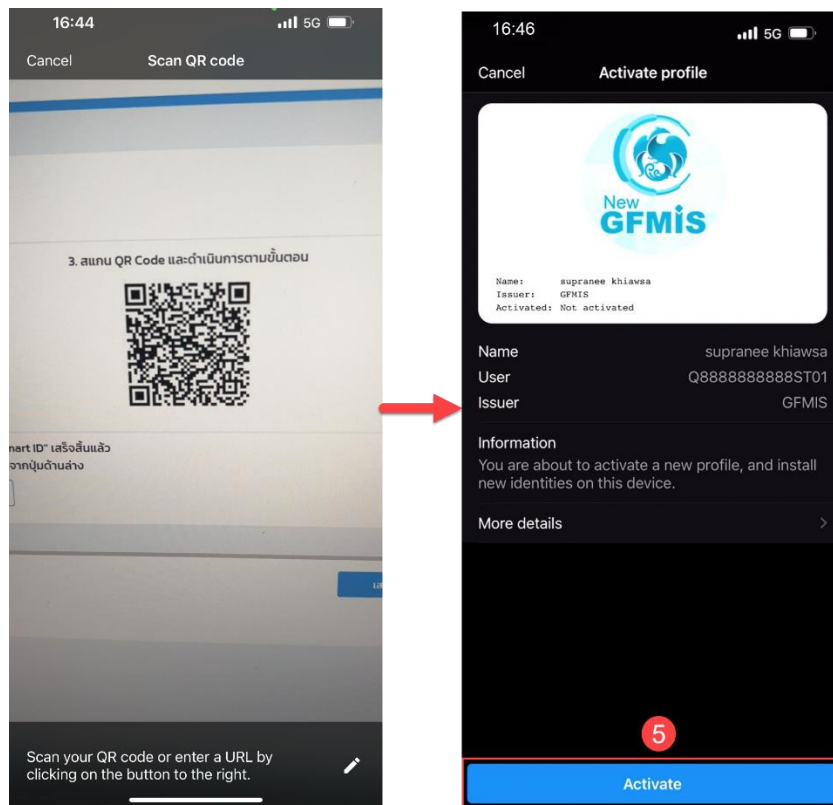 16:44
5G
Cancel
Scan QR code
3. สแกน QR Code และดำเนินการตามขั้นตอน
mart ID" เสร็จสิ้นแล้ว
จากปุ่มด้านล่าง
Scan your QR code or enter a URL by
clicking on the button to the right.
16:46
5G
Cancel
Activate profile
New
GFMIS
Name: supranee khiawsa
Issuer: GFMIS
Activated: Not activated
Name supranee khiawsa
User Q8888888888ST01
Issuer GFMIS
Information
You are about to activate a new profile, and install
new identities on this device.
More details
5
Activate